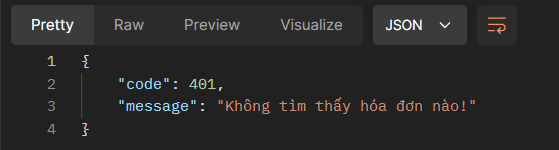 Pretty Raw Preview Visualize JSON
1 {
2 "code": 401,
3 "message": "Không tìm thấy hóa đơn nào!"
4 }